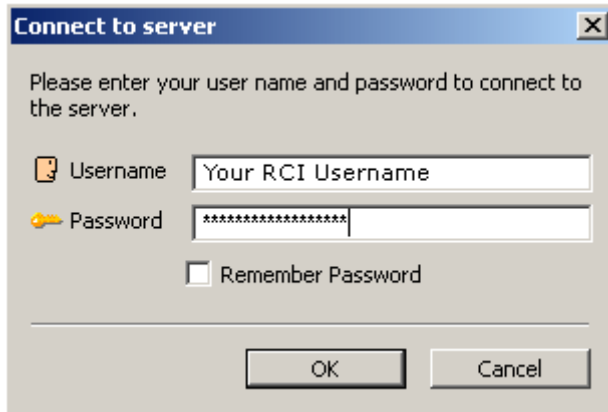 Connect to server
Please enter your user name and password to connect to
the server.
Username
Your RCI Username
Password
******************
Remember Password
OK
Cancel